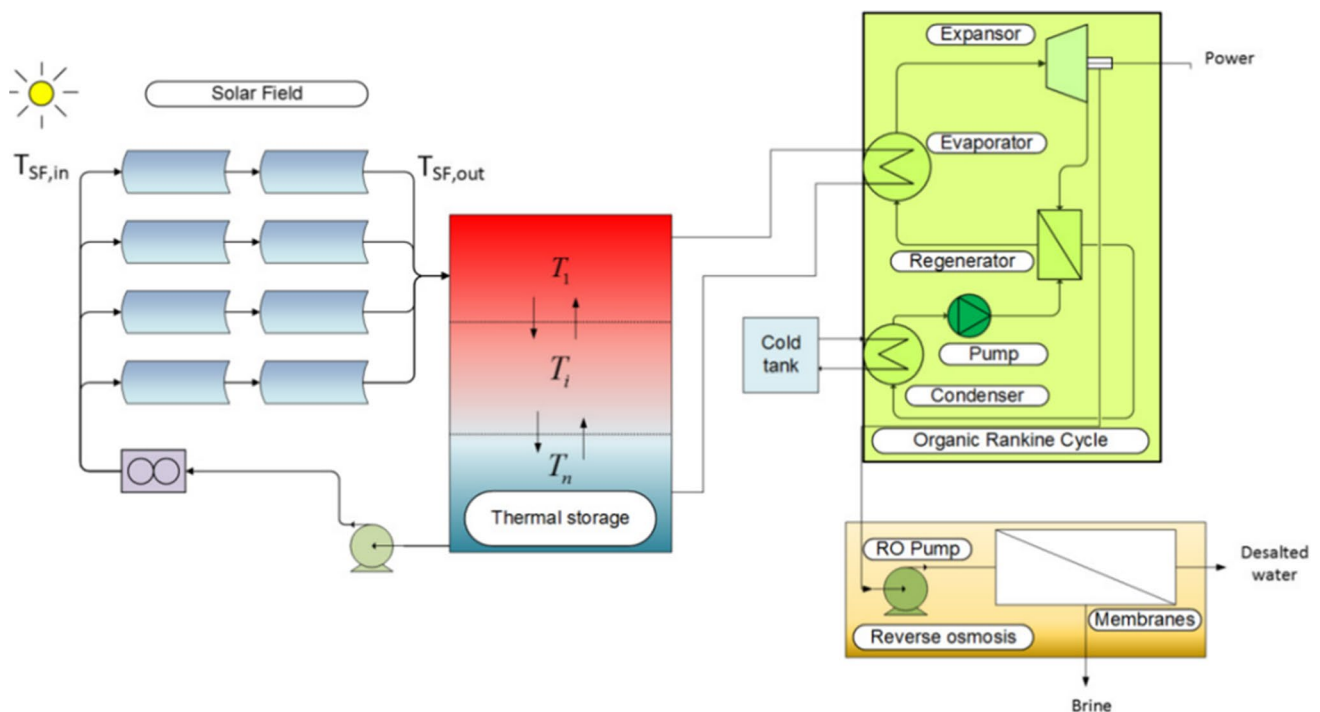 Solar Field
T_SF,in
T_SF,out
T_1
T_i
T_n
Thermal storage
Expansor
Power
Evaporator
Regenerator
Cold
tank
Pump
Condenser
Organic Rankine Cycle
RO Pump
Desalted
water
Membranes
Reverse osmosis
Brine